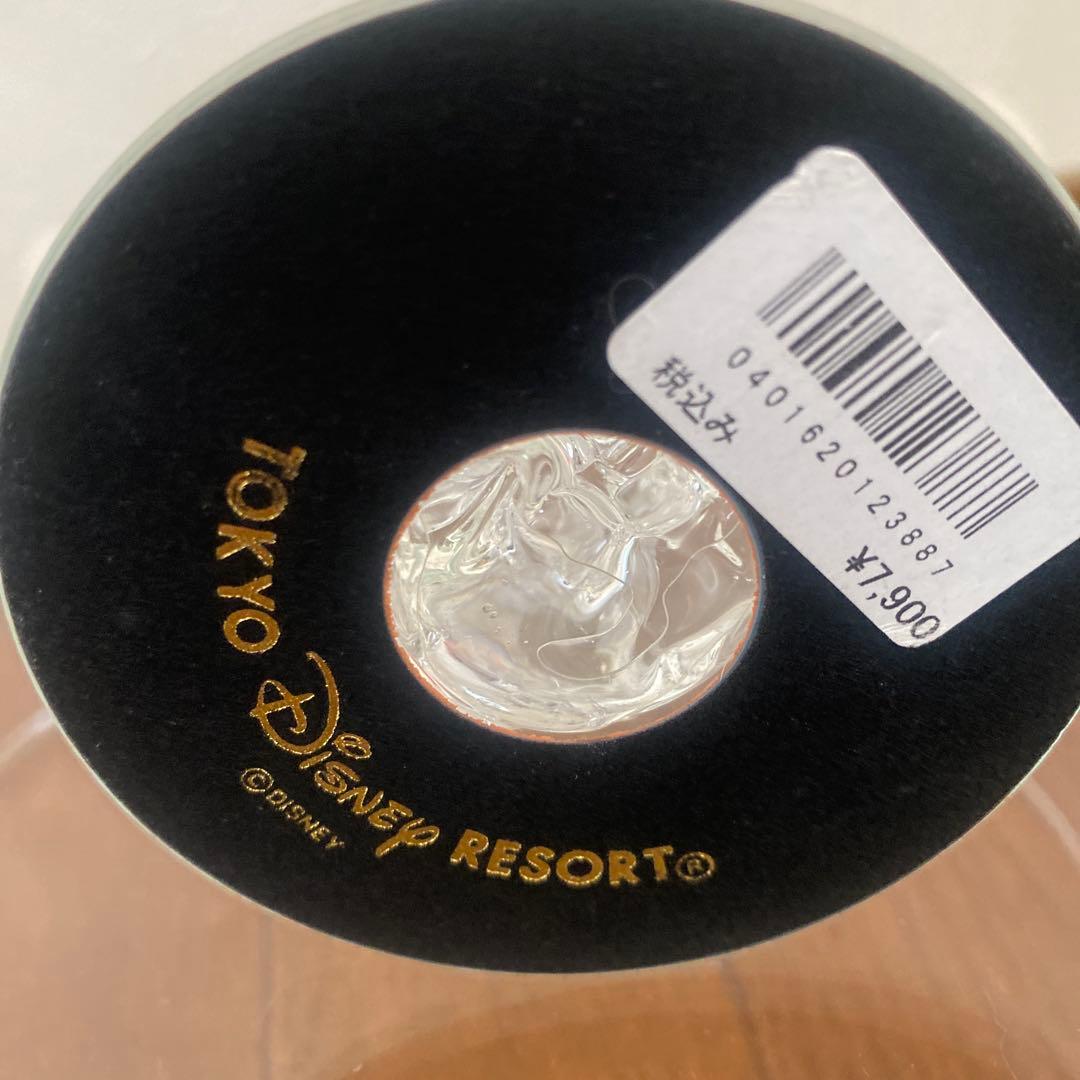 0401620123887
税込み
¥7,900
TOKYO DISNEY RESORT®
©DISNEY